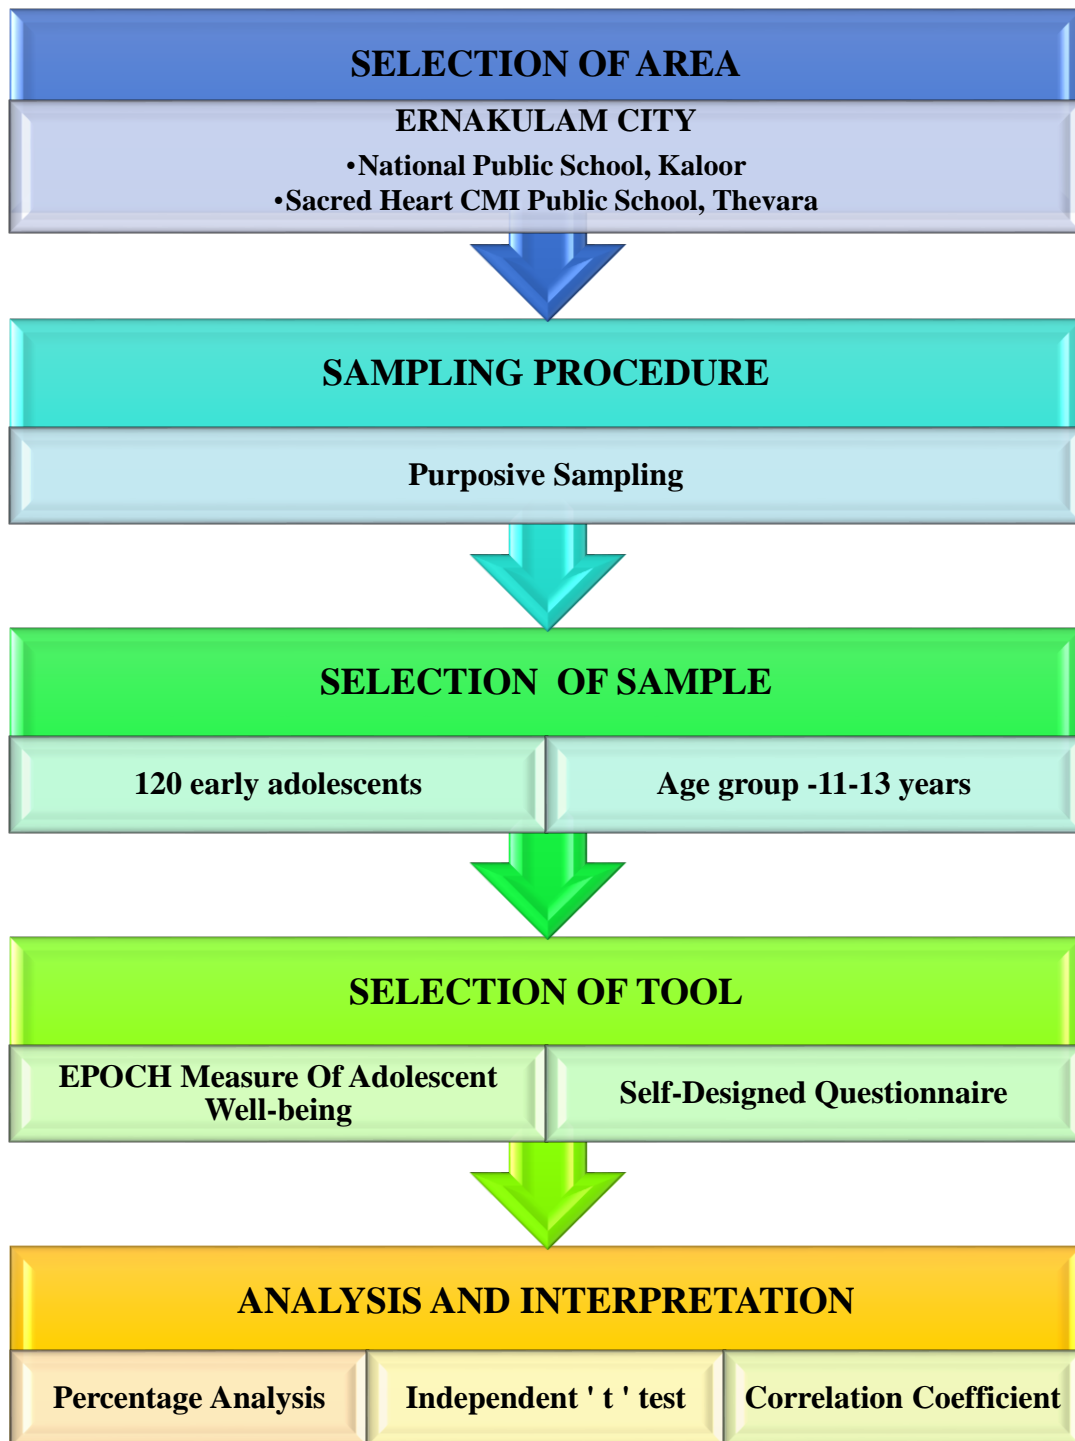 SELECTION OF AREA
ERNAKULAM CITY
•National Public School, Kaloor
•Sacred Heart CMI Public School, Thevara
SAMPLING PROCEDURE
Purposive Sampling
SELECTION OF SAMPLE
120 early adolescents
Age group -11-13 years
SELECTION OF TOOL
EPOCH Measure Of Adolescent
Well-being
Self-Designed Questionnaire
ANALYSIS AND INTERPRETATION
Percentage Analysis
Independent ' t ' test
Correlation Coefficient